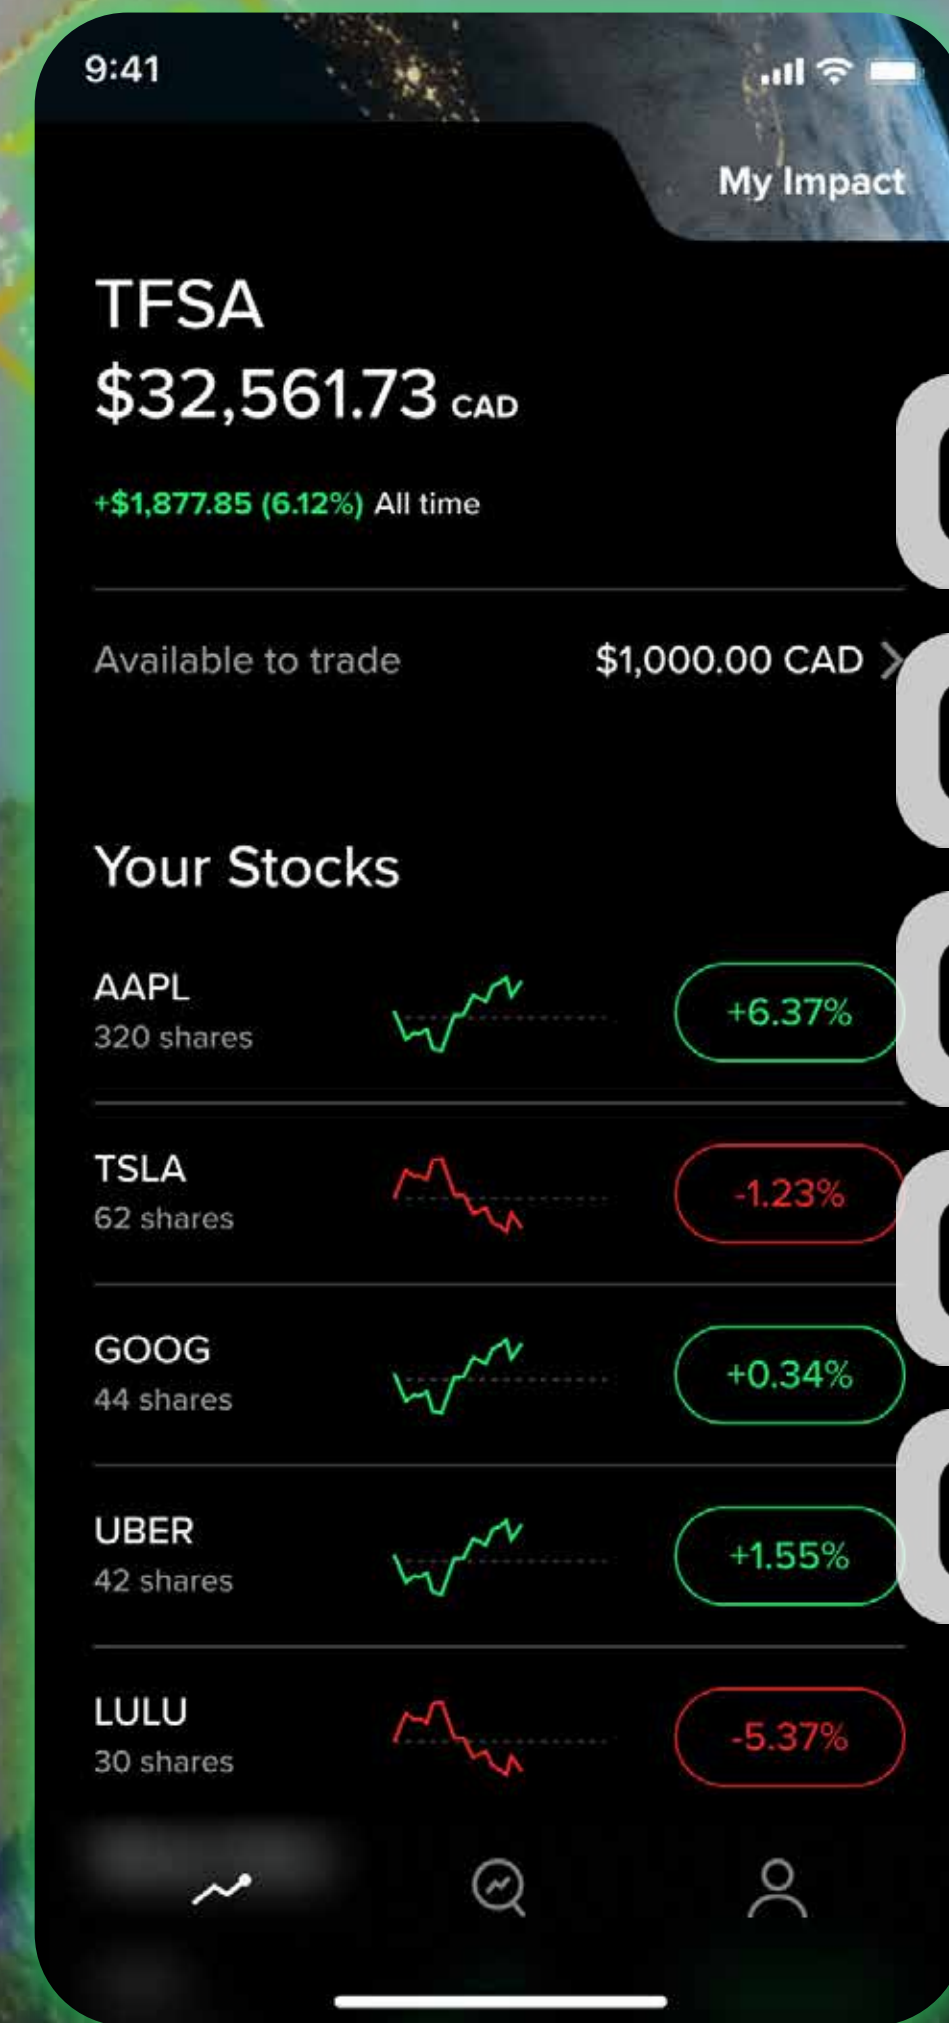 9:41
My Impact
TFSA
$32,561.73 CAD
+$1,877.85 (6.12%) All time
Available to trade $1,000.00 CAD
Your Stocks
AAPL
320 shares
+6.37%
TSLA
62 shares
-1.23%
GOOG
44 shares
+0.34%
UBER
42 shares
+1.55%
LULU
30 shares
-5.37%